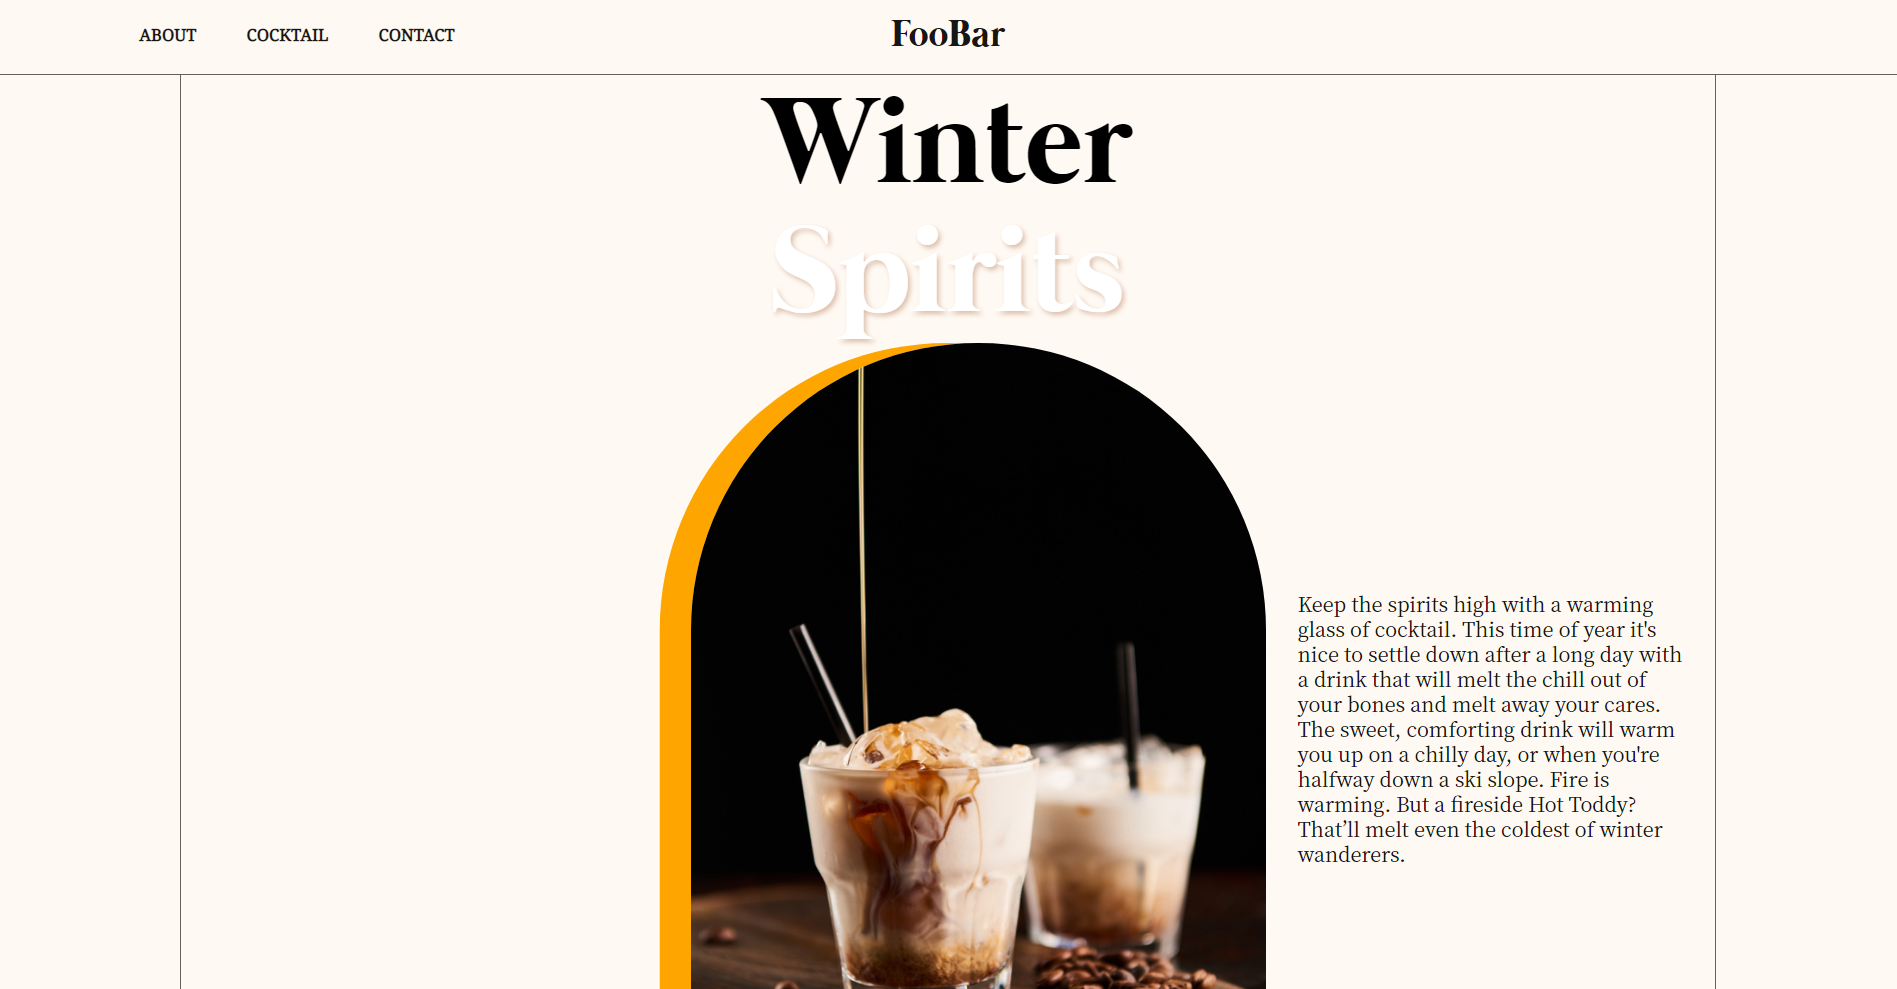 ABOUT COCKTAIL CONTACT FooBar
Winter
Spirits
Keep the spirits high with a warming
glass of cocktail. This time of year it's
nice to settle down after a long day with
a drink that will melt the chill out of
your bones and melt away your cares.
The sweet, comforting drink will warm
you up on a chilly day, or when you're
halfway down a ski slope. Fire is
warming. But a fireside Hot Toddy?
That’ll melt even the coldest of winter
wanderers.